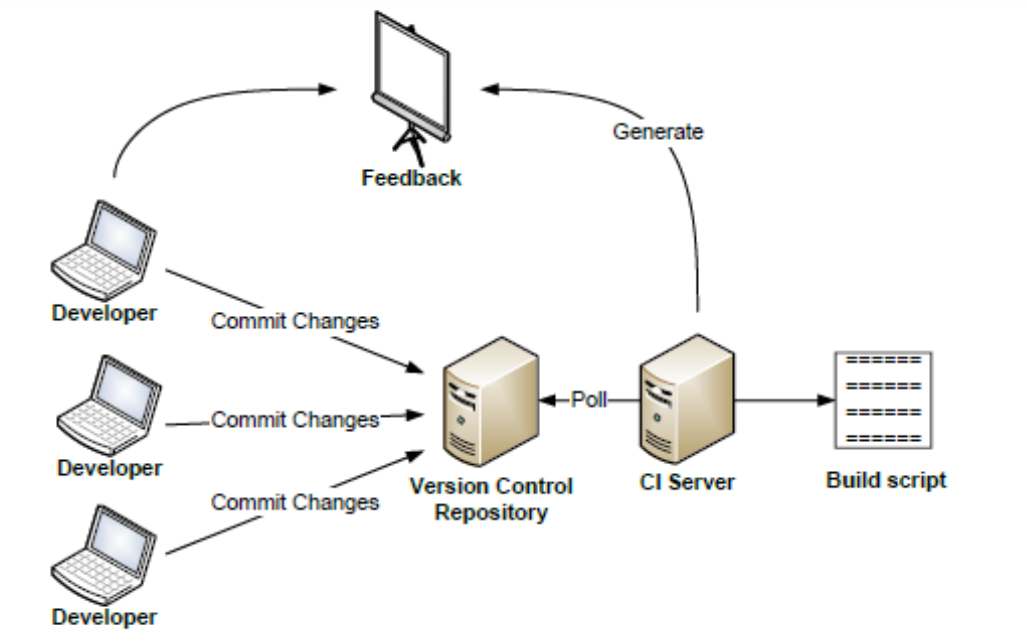 Generate
Feedback
Developer
Commit Changes
Developer
Commit Changes
Poll
Version Control
Repository
CI Server
======
======
======
======
Build script
Developer
Commit Changes